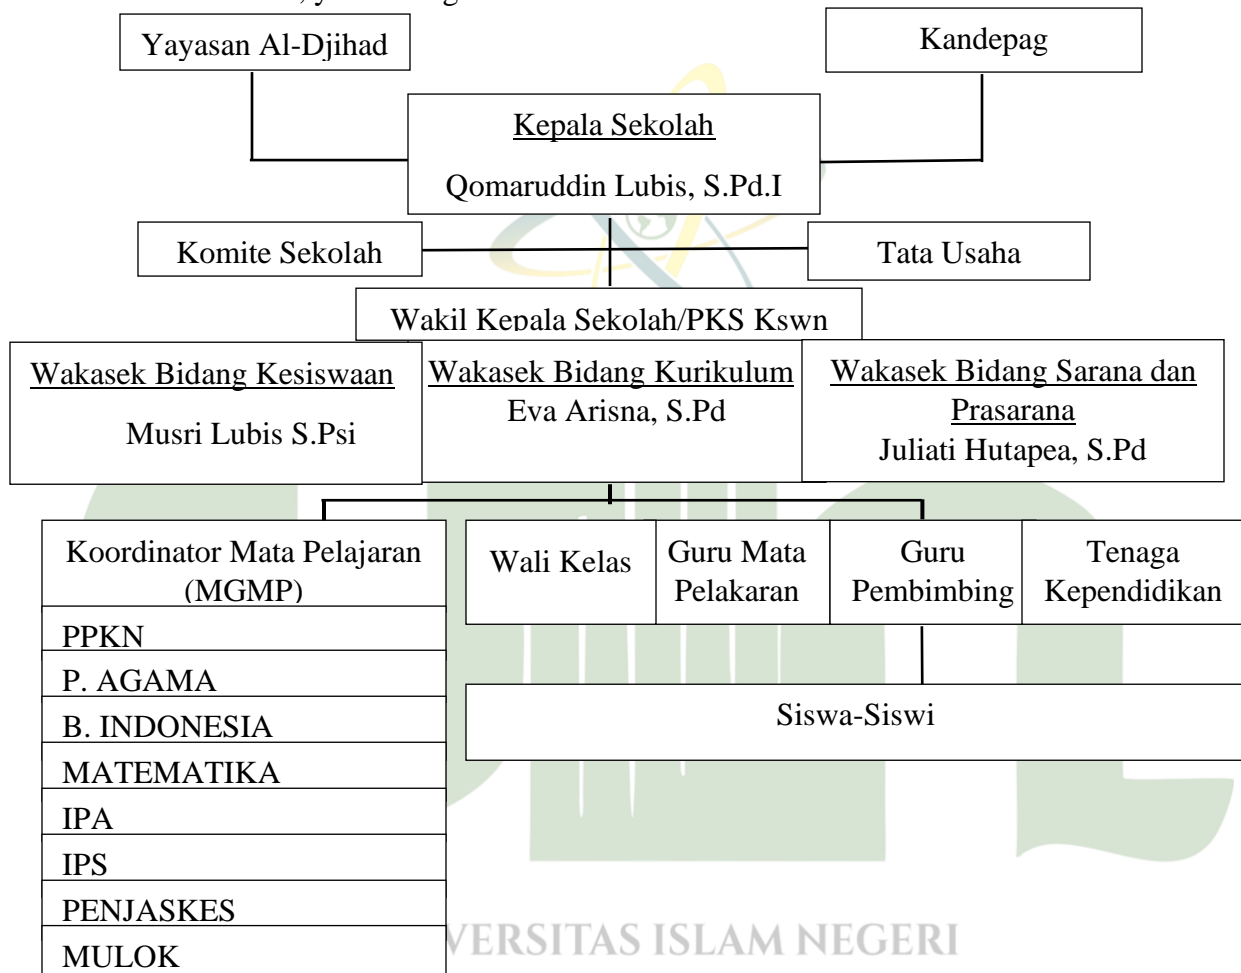 Yayasan Al-Djihad
Kandepag
Kepala Sekolah
Qomaruddin Lubis, S.Pd.I
Komite Sekolah
Tata Usaha
Wakil Kepala Sekolah/PKS Kswn
Wakasek Bidang Kesiswaan
Musri Lubis S.Psi
Wakasek Bidang Kurikulum
Eva Arisna, S.Pd
Wakasek Bidang Sarana dan
Prasarana
Juliati Hutapea, S.Pd
Koordinator Mata Pelajaran
(MGMP)
PPKN
P. AGAMA
B. INDONESIA
MATEMATIKA
IPA
IPS
PENJASKES
MULOK
Wali Kelas
Guru Mata
Pelakaran
Guru
Pembimbing
Tenaga
Kependidikan
Siswa-Siswi
VERSITAS ISLAM NEGERI